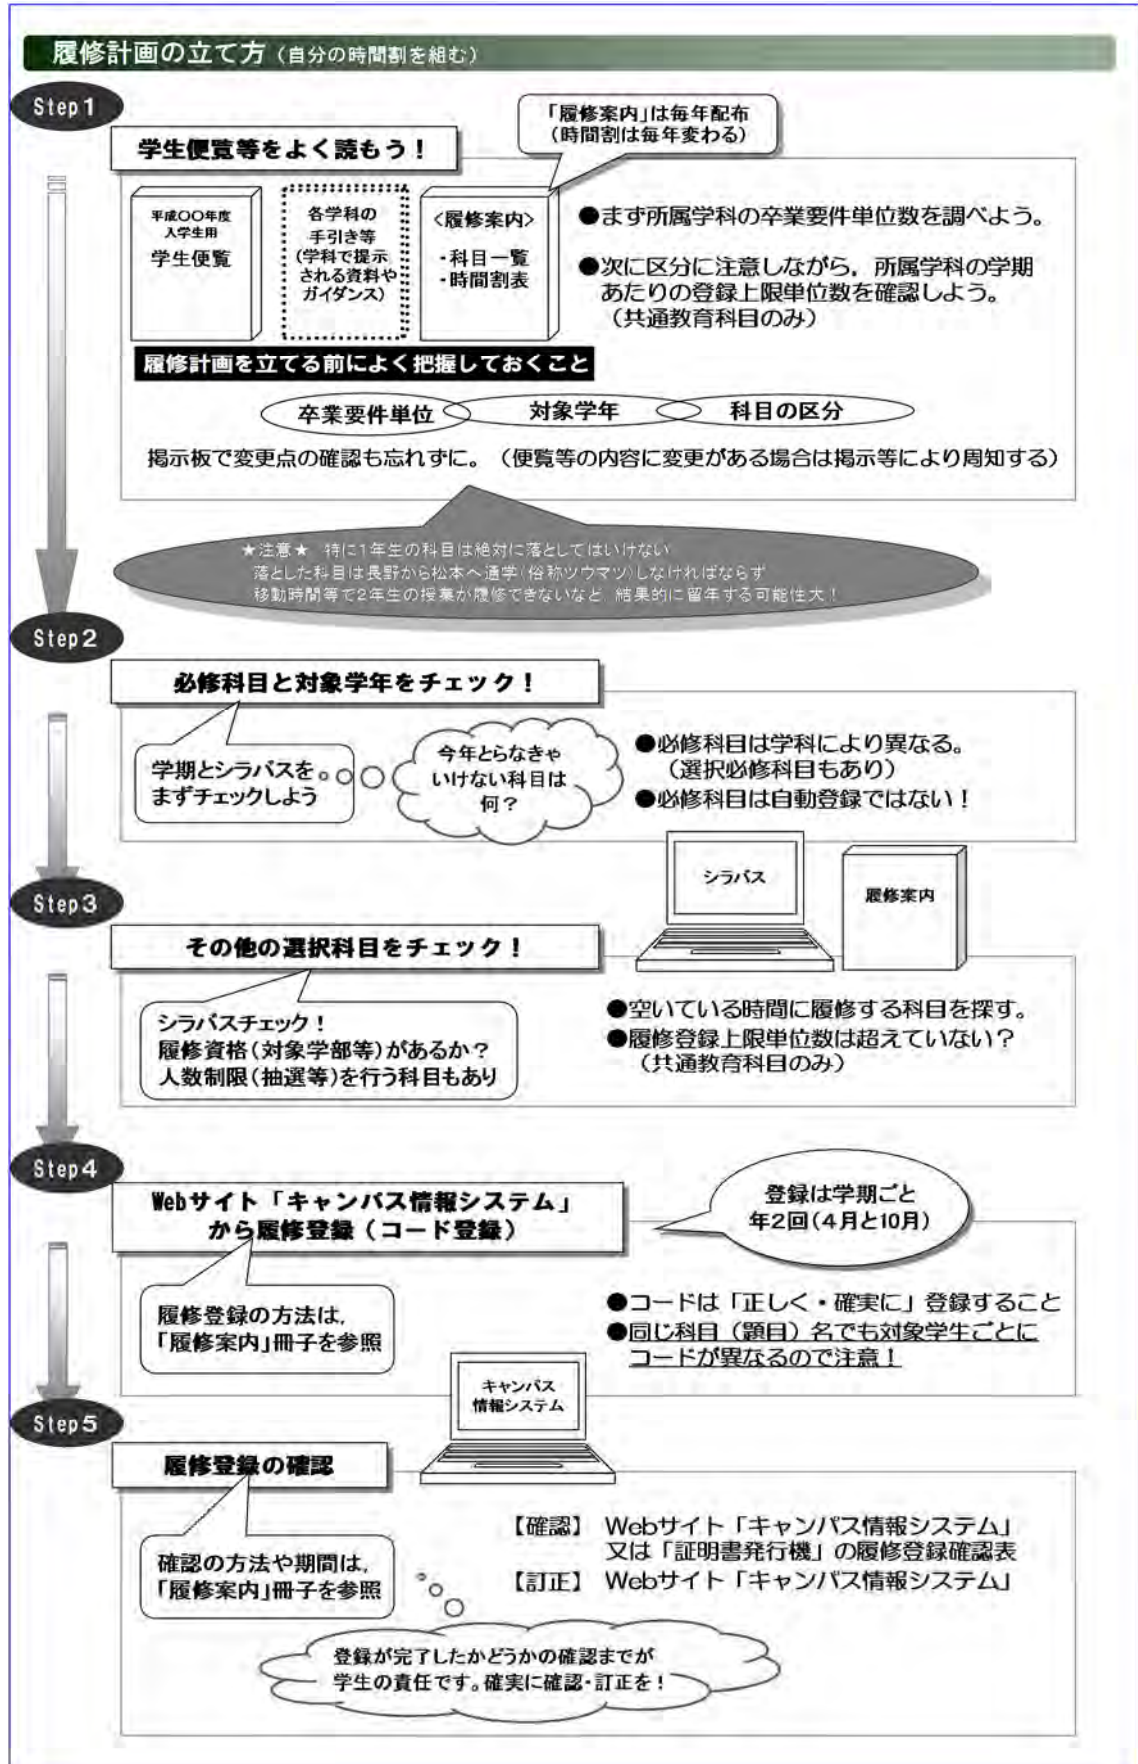 履修計画の立て方（自分の時間割を組む）
Step1
「履修案内」は毎年配布
（時間割は毎年変わる）
学生便覧等をよく読もう！
平成〇〇年度
入学生用
学生便覧
各学科の
手引き等
（学科で提示
される資料や
ガイダンス）
<履修案内>
・科目一覧
・時間割表
●まず所属学科の卒業要件単位数を調べよう。
●次に区分に注意しながら，所属学科の学期
あたりの登録上限単位数を確認しよう。
（共通教育科目のみ）
履修計画を立てる前によく把握しておくこと
卒業要件単位
対象学年
科目の区分
掲示板で変更点の確認も忘れずに。（便覧等の内容に変更がある場合は掲示等により周知する）
★注意★　特に1年生の科目は絶対に落としてはいけない
落とした科目は長野から松本へ通学（俗称ツウマツ）しなければならず
移動時間等で2年生の授業が履修できないなど 結果的に留年する可能性大！
Step2
必修科目と対象学年をチェック！
学期とシラバスを
まずチェックしよう
今年とらなきゃ
いけない科目は
何？
●必修科目は学科により異なる。
（選択必修科目もあり）
●必修科目は自動登録ではない！
シラバス
履修案内
Step3
その他の選択科目をチェック！
シラバスチェック！
履修資格（対象学部等）があるか？
人数制限（抽選等）を行う科目もあり
●空いている時間に履修する科目を探す。
●履修登録上限単位数は超えていない？
（共通教育科目のみ）
Step4
Webサイト「キャンパス情報システム」
から履修登録（コード登録）
登録は学期ごと
年2回（4月と10月）
履修登録の方法は，
「履修案内」冊子を参照
●コードは「正しく・確実に」登録すること
●同じ科目（題目）名でも対象学生ごとに
コードが異なるので注意！
キャンパス
情報システム
Step5
履修登録の確認
確認の方法や期間は，
「履修案内」冊子を参照
【確認】 Webサイト「キャンパス情報システム」
又は「証明書発行機」の履修登録確認表
【訂正】 Webサイト「キャンパス情報システム」
登録が完了したかどうかの確認までが
学生の責任です。確実に確認・訂正を！